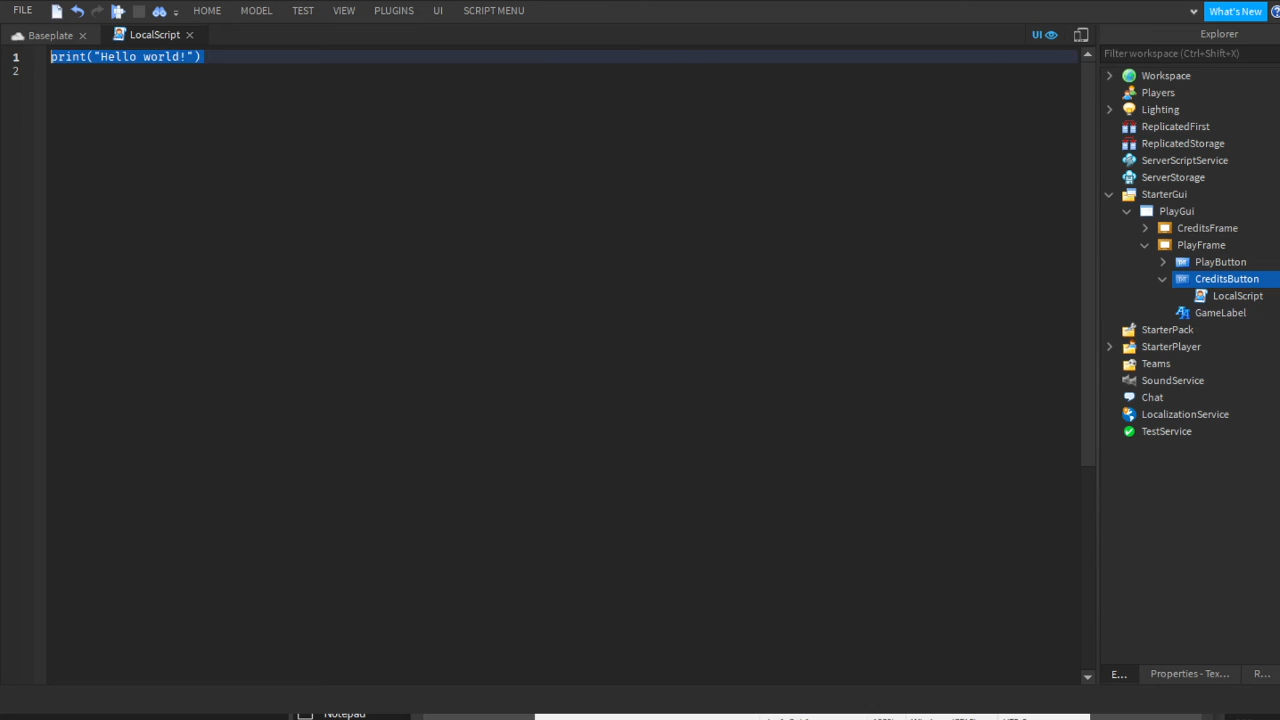 FILE HOME MODEL TEST VIEW PLUGINS UI SCRIPT MENU What's New
Baseplate LocalScript UI Explorer
1 print("Hello world!")
2
Filter workspace (Ctrl+Shift+X)
Workspace
Players
Lighting
ReplicatedFirst
ReplicatedStorage
ServerScriptService
ServerStorage
StarterGui
PlayGui
CreditsFrame
PlayFrame
PlayButton
CreditsButton
LocalScript
GameLabel
StarterPack
StarterPlayer
Teams
SoundService
Chat
LocalizationService
TestService
E... Properties - Tex... R...
Notepad